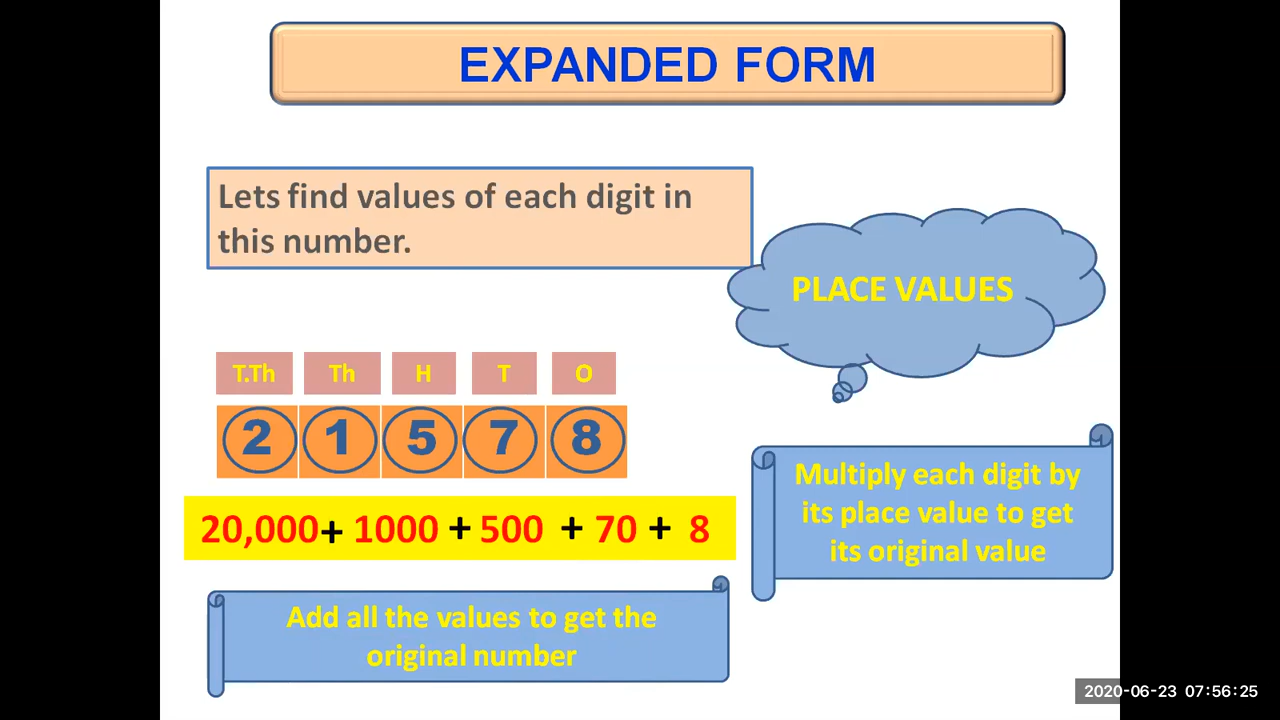 EXPANDED FORM
Lets find values of each digit in
this number.
PLACE VALUES
T.Th Th H T O
2 1 5 7 8
20,000+ 1000 + 500 + 70 + 8
Multiply each digit by
its place value to get
its original value
Add all the values to get the
original number
2020-06-23 07:56:25